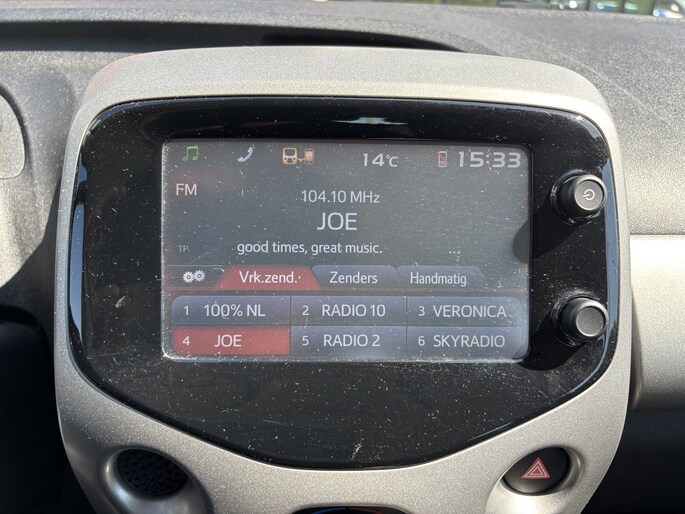 14°C 15:33
FM
104.10 MHz
JOE
TP.
good times, great music.
...
Vrk.zend. Zenders Handmatig
1 100% NL 2 RADIO 10 3 VERONICA
4 JOE 5 RADIO 2 6 SKYRADIO